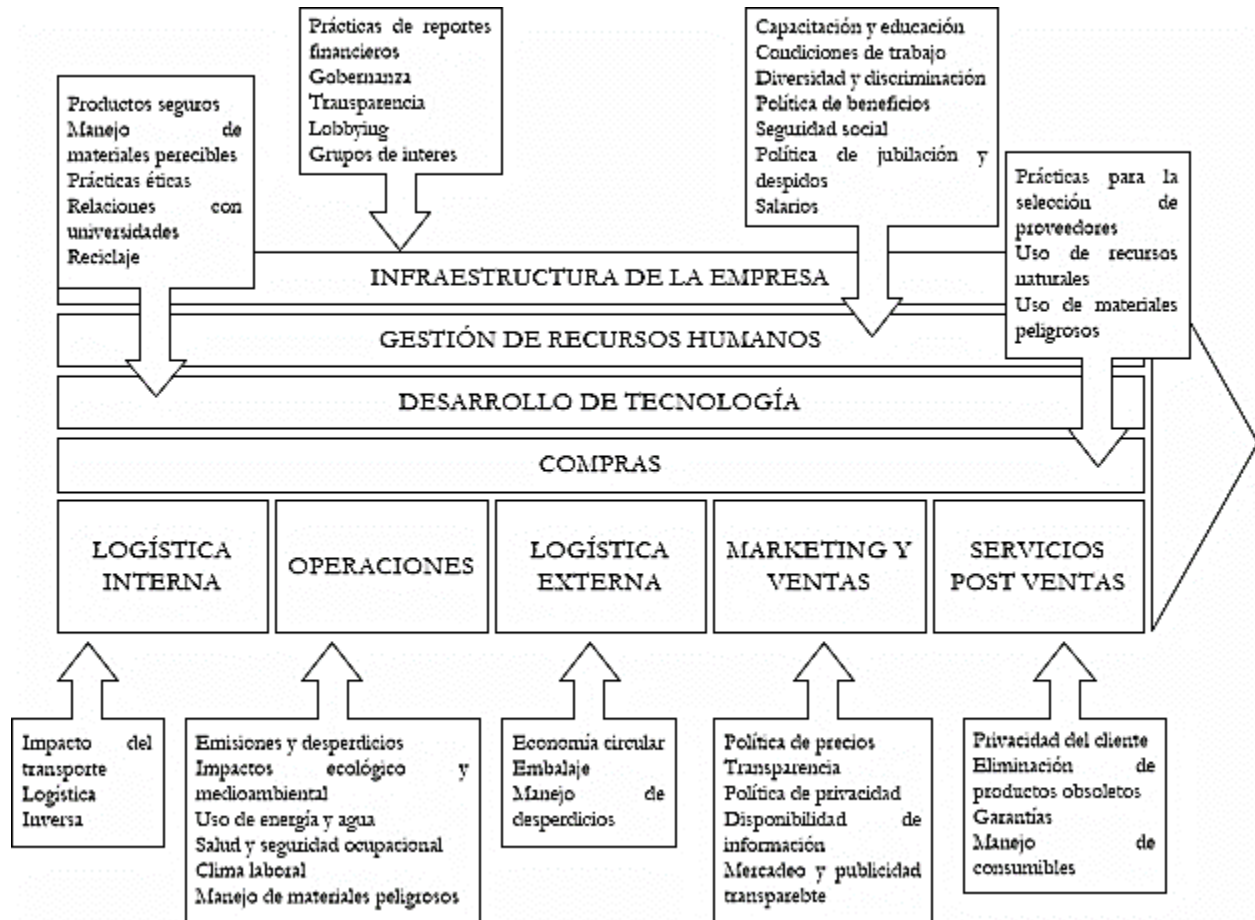 Prácticas de reportes
financieros
Gobernanza
Transparencia
Lobbying
Grupos de interes
Capacitación y educación
Condiciones de trabajo
Diversidad y discriminación
Política de beneficios
Seguridad social
Política de jubilación y
despidos
Salarios
Productos seguros
Manejo de
materiales perecibles
Prácticas éticas
Relaciones con
universidades
Reciclaje
Prácticas para la
selección de
proveedores
Uso de recursos
naturales
Uso de materiales
peligrosos
INFRAESTRUCTURA DE LA EMPRESA
GESTIÓN DE RECURSOS HUMANOS
DESARROLLO DE TECNOLOGÍA
COMPRAS
LOGÍSTICA
INTERNA
OPERACIONES
LOGÍSTICA
EXTERNA
MARKETING Y
VENTAS
SERVICIOS
POST VENTAS
Impacto del
transporte
Logística
Inversa
Emisiones y desperdicios
Impactos ecológico y
medioambiental
Uso de energía y agua
Salud y seguridad ocupacional
Clima laboral
Manejo de materiales peligrosos
Economía circular
Embalaje
Manejo de
desperdicios
Política de precios
Transparencia
Política de privacidad
Disponibilidad de
información
Mercadeo y publicidad
transparebte
Privacidad del cliente
Eliminación de
productos obsoletos
Garantías
Manejo de
consumibles